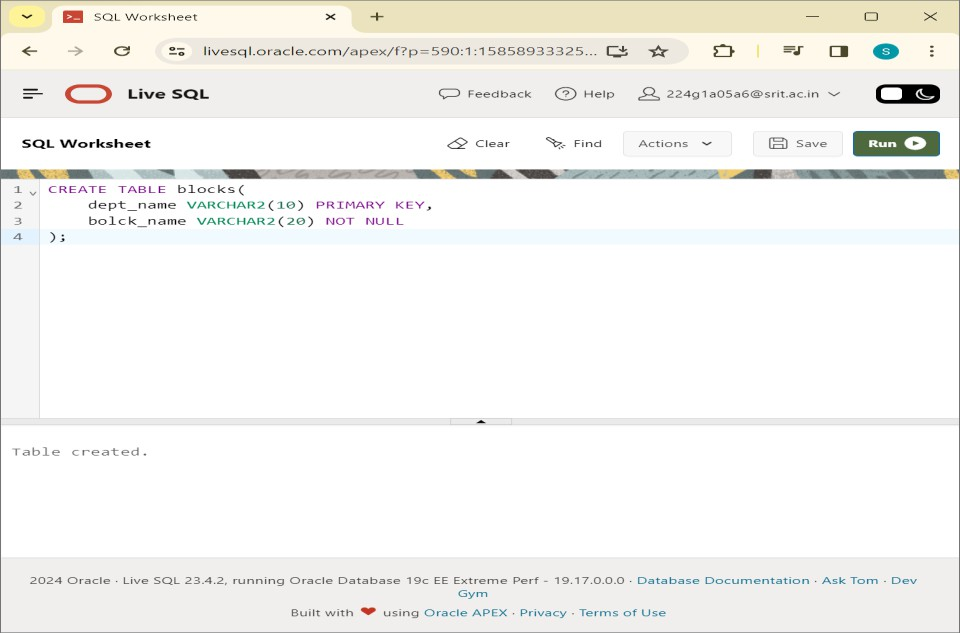 SQL Worksheet
livesql.oracle.com/apex/f?p=590:1:15858933325...
S
Live SQL
Feedback
Help
224g1a05a6@srit.ac.in
SQL Worksheet
Clear
Find
Actions
Save
Run
1 CREATE TABLE blocks(
2 dept_name VARCHAR2(10) PRIMARY KEY,
3 bolck_name VARCHAR2(20) NOT NULL
4 );
Table created.
2024 Oracle · Live SQL 23.4.2, running Oracle Database 19c EE Extreme Perf - 19.17.0.0.0 · Database Documentation · Ask Tom · Dev
Gym
Built with ❤ using Oracle APEX · Privacy · Terms of Use